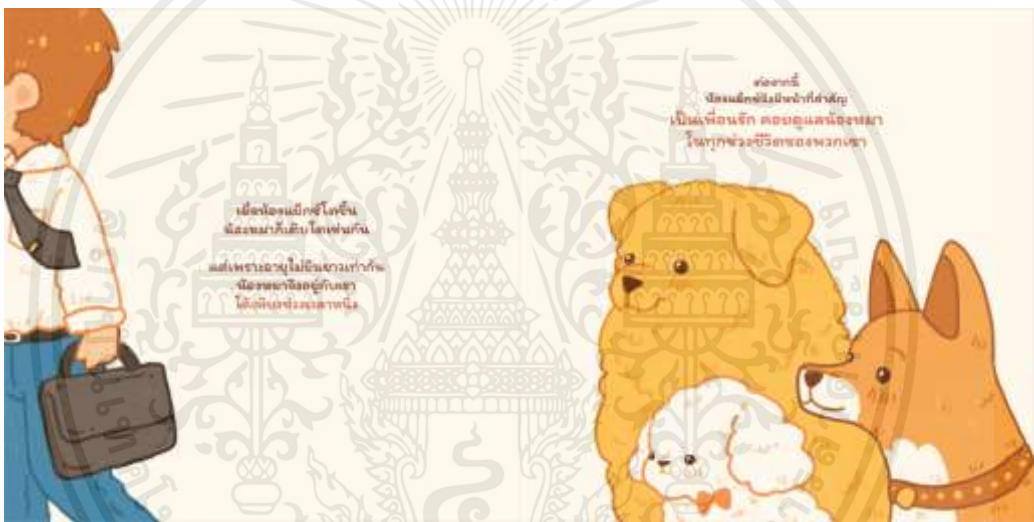 เมื่อน้องแม็กซ์โตขึ้น
น้องหมาก็เติบโตเช่นกัน
แต่เพราะอายุไม่ยืนยาวเท่ากัน
น้องหมาจึงอยู่กับเขา
ได้เพียงช่วงเวลาหนึ่ง
ต่อจากนี้
น้องแม็กซ์จึงมีหน้าที่สำคัญ
เป็นเพื่อนรัก คอยดูแลน้องหมา
ในทุกช่วงชีวิตของพวกเขา